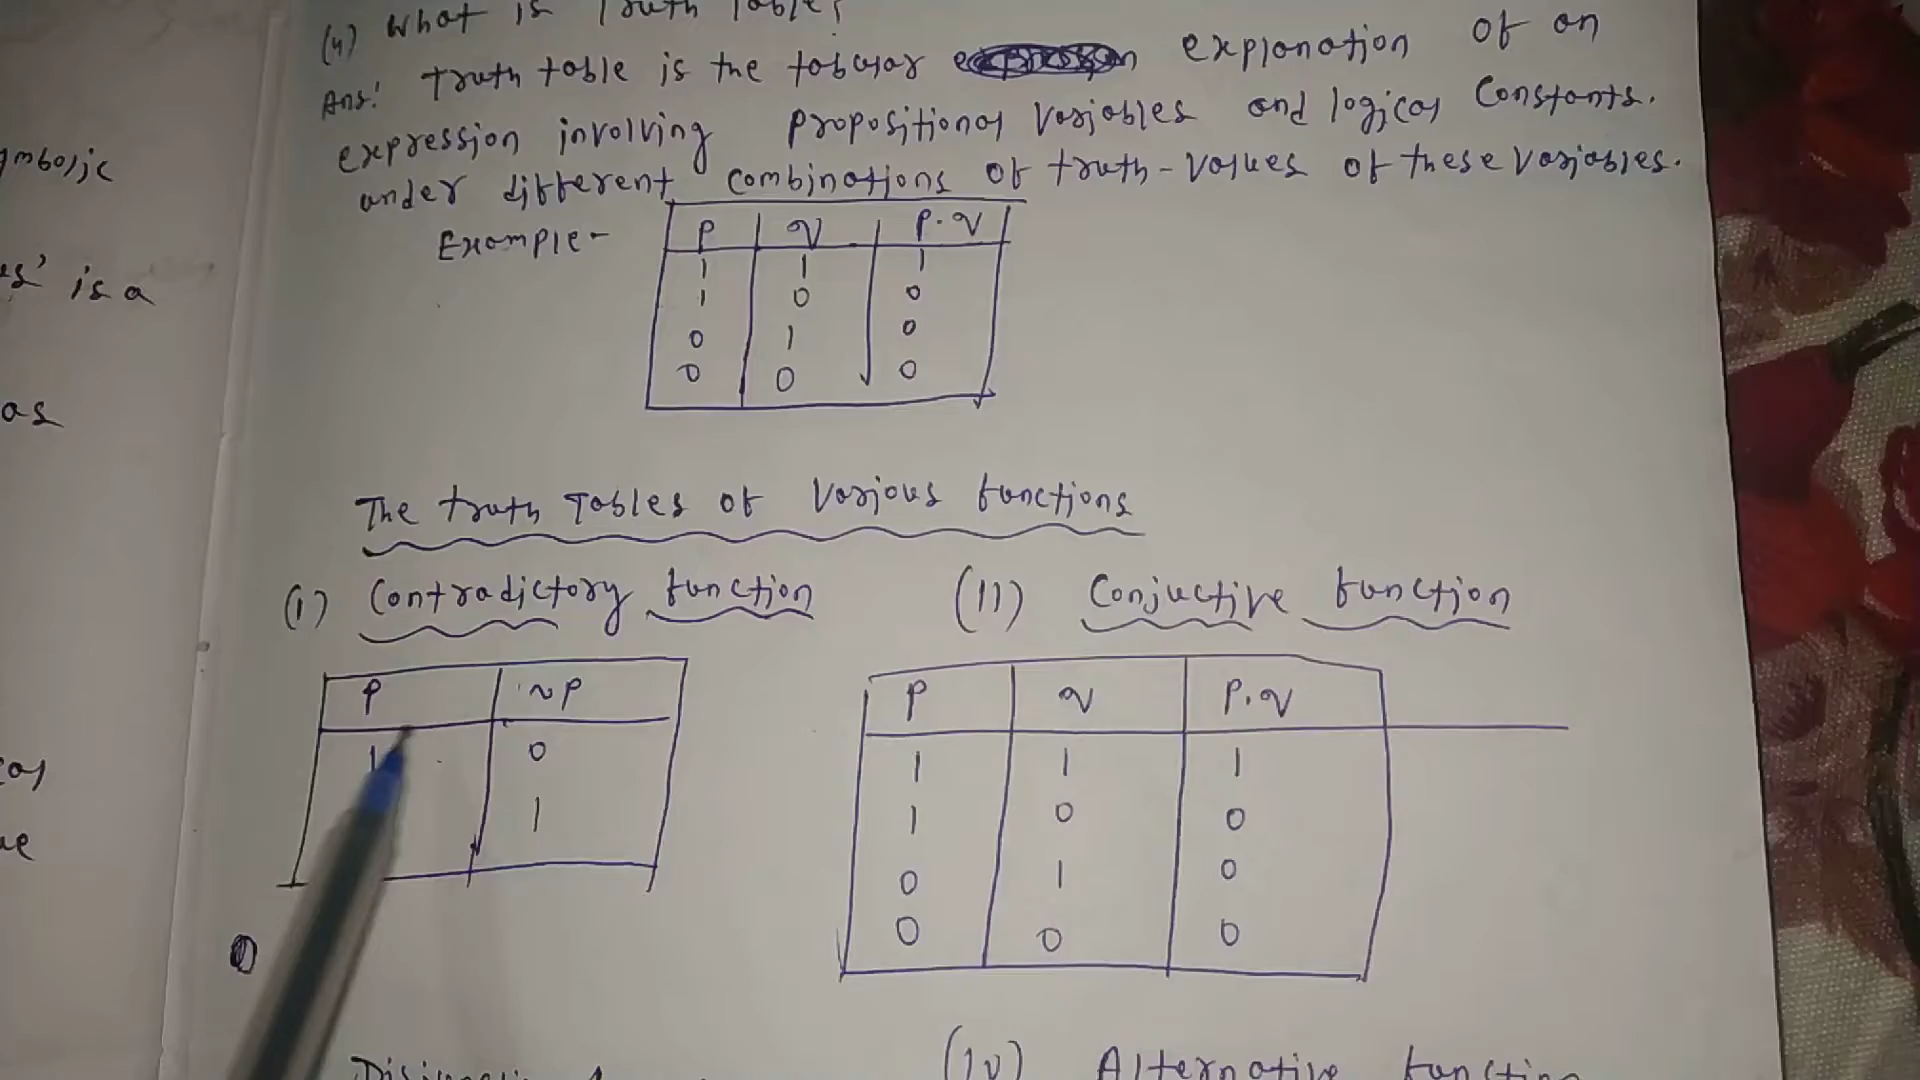 (4) What is Truth Table?
Ans: Truth table is the tabular explanation of an
expression involving propositional variables and logical constants.
under different combinations of truth-values of these variables.
Example-
p q p.q
1 1 1
1 0 0
0 1 0
0 0 0
The truth Tables of various functions
(i) Contradictory function
(II) Conjuctive function
p ~p
1 0
1
p q p.q
1 1 1
1 0 0
0 1 0
0 0 0
(iv) Alternative function
is a
as